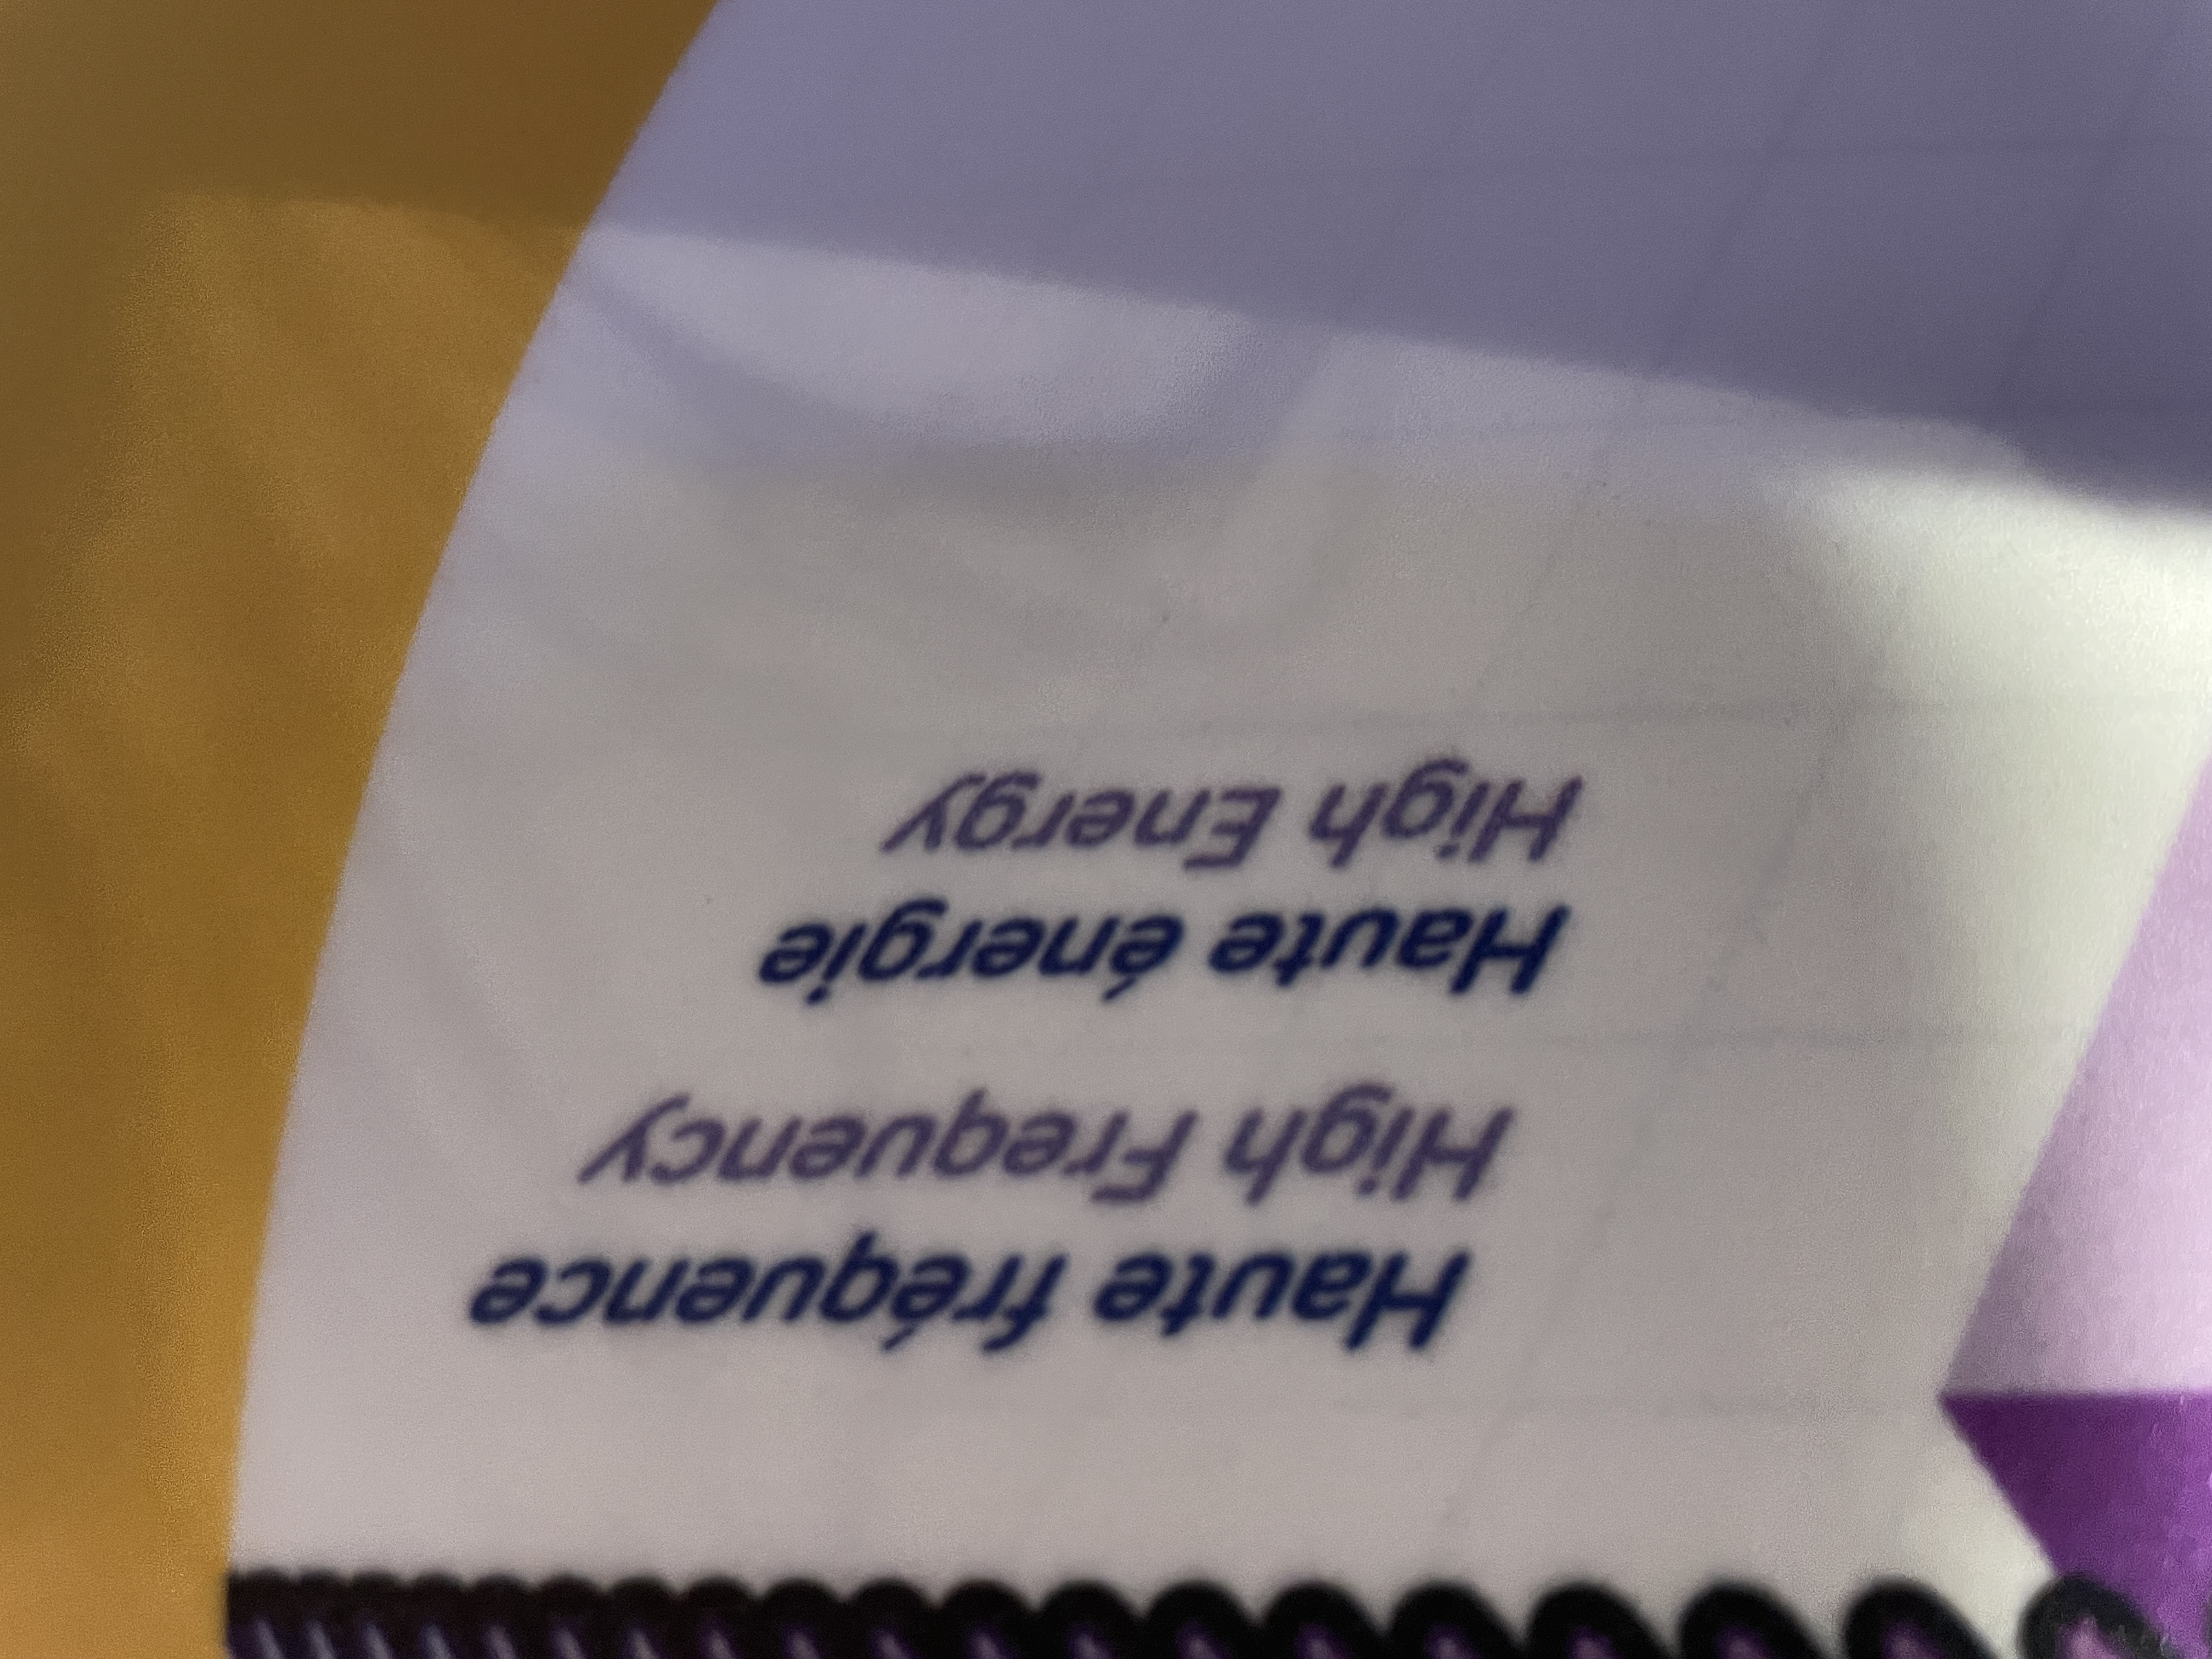 Haute fréquence
High Frequency
Haute énergie
High Energy